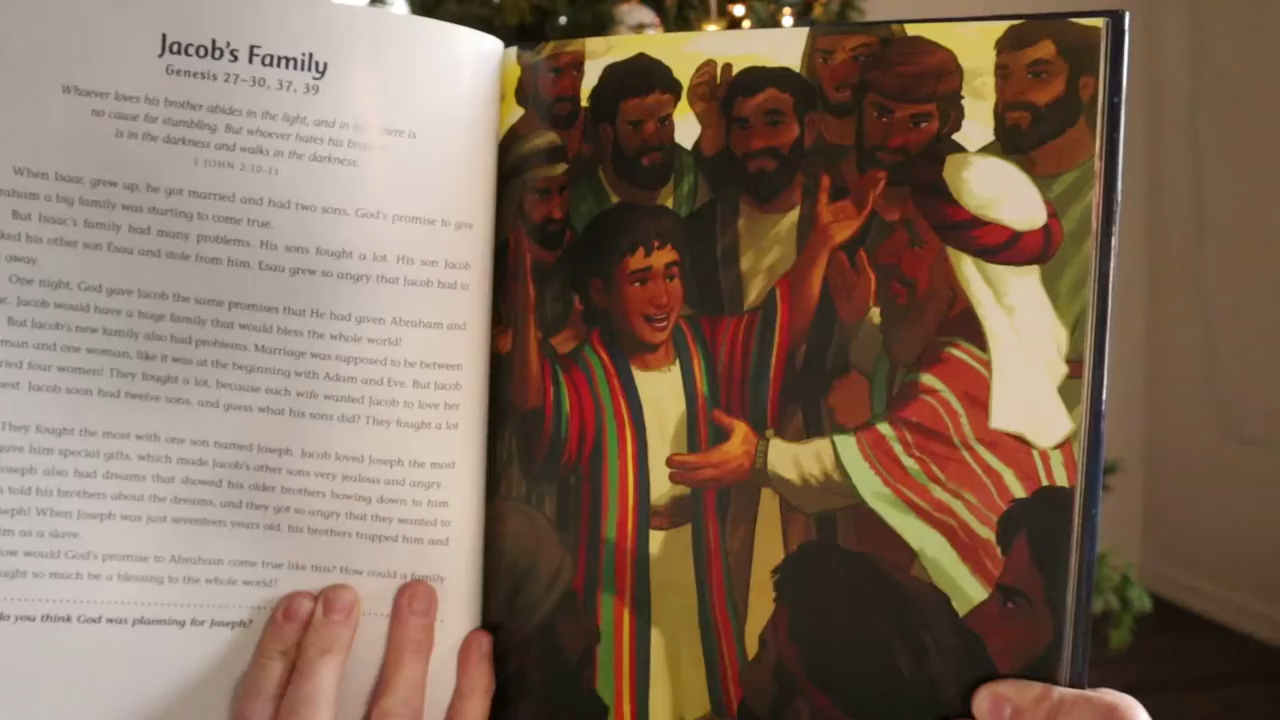 Jacob's Family
Genesis 27–30, 37, 39
Whoever loves his brother abides in the light, and in there is
no cause for stumbling. But whoever hates his
is in the darkness and walks in the darkness.
1 JOHN 2:10-11
When Isaac grew up, he got married and had two sons. God's promise to give
raham a big family was starting to come true.
But Isaac's family had many problems. His sons fought a lot. His son Jacob
ked his other son Esau and stole from him. Esau grew so angry that Jacob had to
away.
One night, God gave Jacob the same promises that He had given Abraham and
c. Jacob would have a huge family that would bless the whole world!
But Jacob's new family also had problems. Marriage was supposed to be between
man and one woman, like it was at the beginning with Adam and Eve. But Jacob
ried four women! They fought a lot, because each wife wanted Jacob to love her
best. Jacob soon had twelve sons, and guess what his sons did? They fought a lot
They fought the most with one son named Joseph. Jacob loved Joseph the most
gave him special gifts, which made Jacob's other sons very jealous and angry.
oseph also had dreams that showed his older brothers bowing down to him.
told his brothers about the dreams, and they got so angry that they wanted to
seph! When Joseph was just seventeen years old, his brothers trapped him and
im as a slave.
ow would God's promise to Abraham come true like this? How could a family
ught so much be a blessing to the whole world?
do you think God was planning for Joseph?